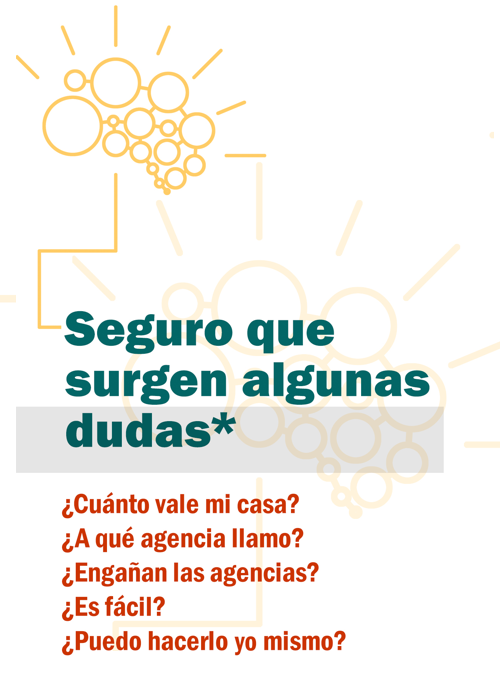 Seguro que
surgen algunas
dudas*
¿Cuánto vale mi casa?
¿A qué agencia llamo?
¿Engañan las agencias?
¿Es fácil?
¿Puedo hacerlo yo mismo?